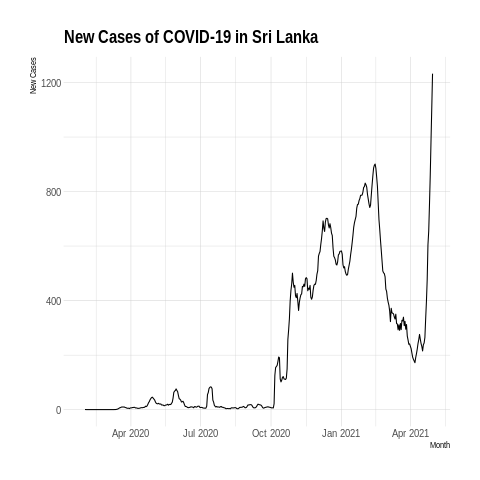 New Cases of COVID-19 in Sri Lanka
New Cases
1200
800
400
0
Apr 2020 Jul 2020 Oct 2020 Jan 2021 Apr 2021
Month